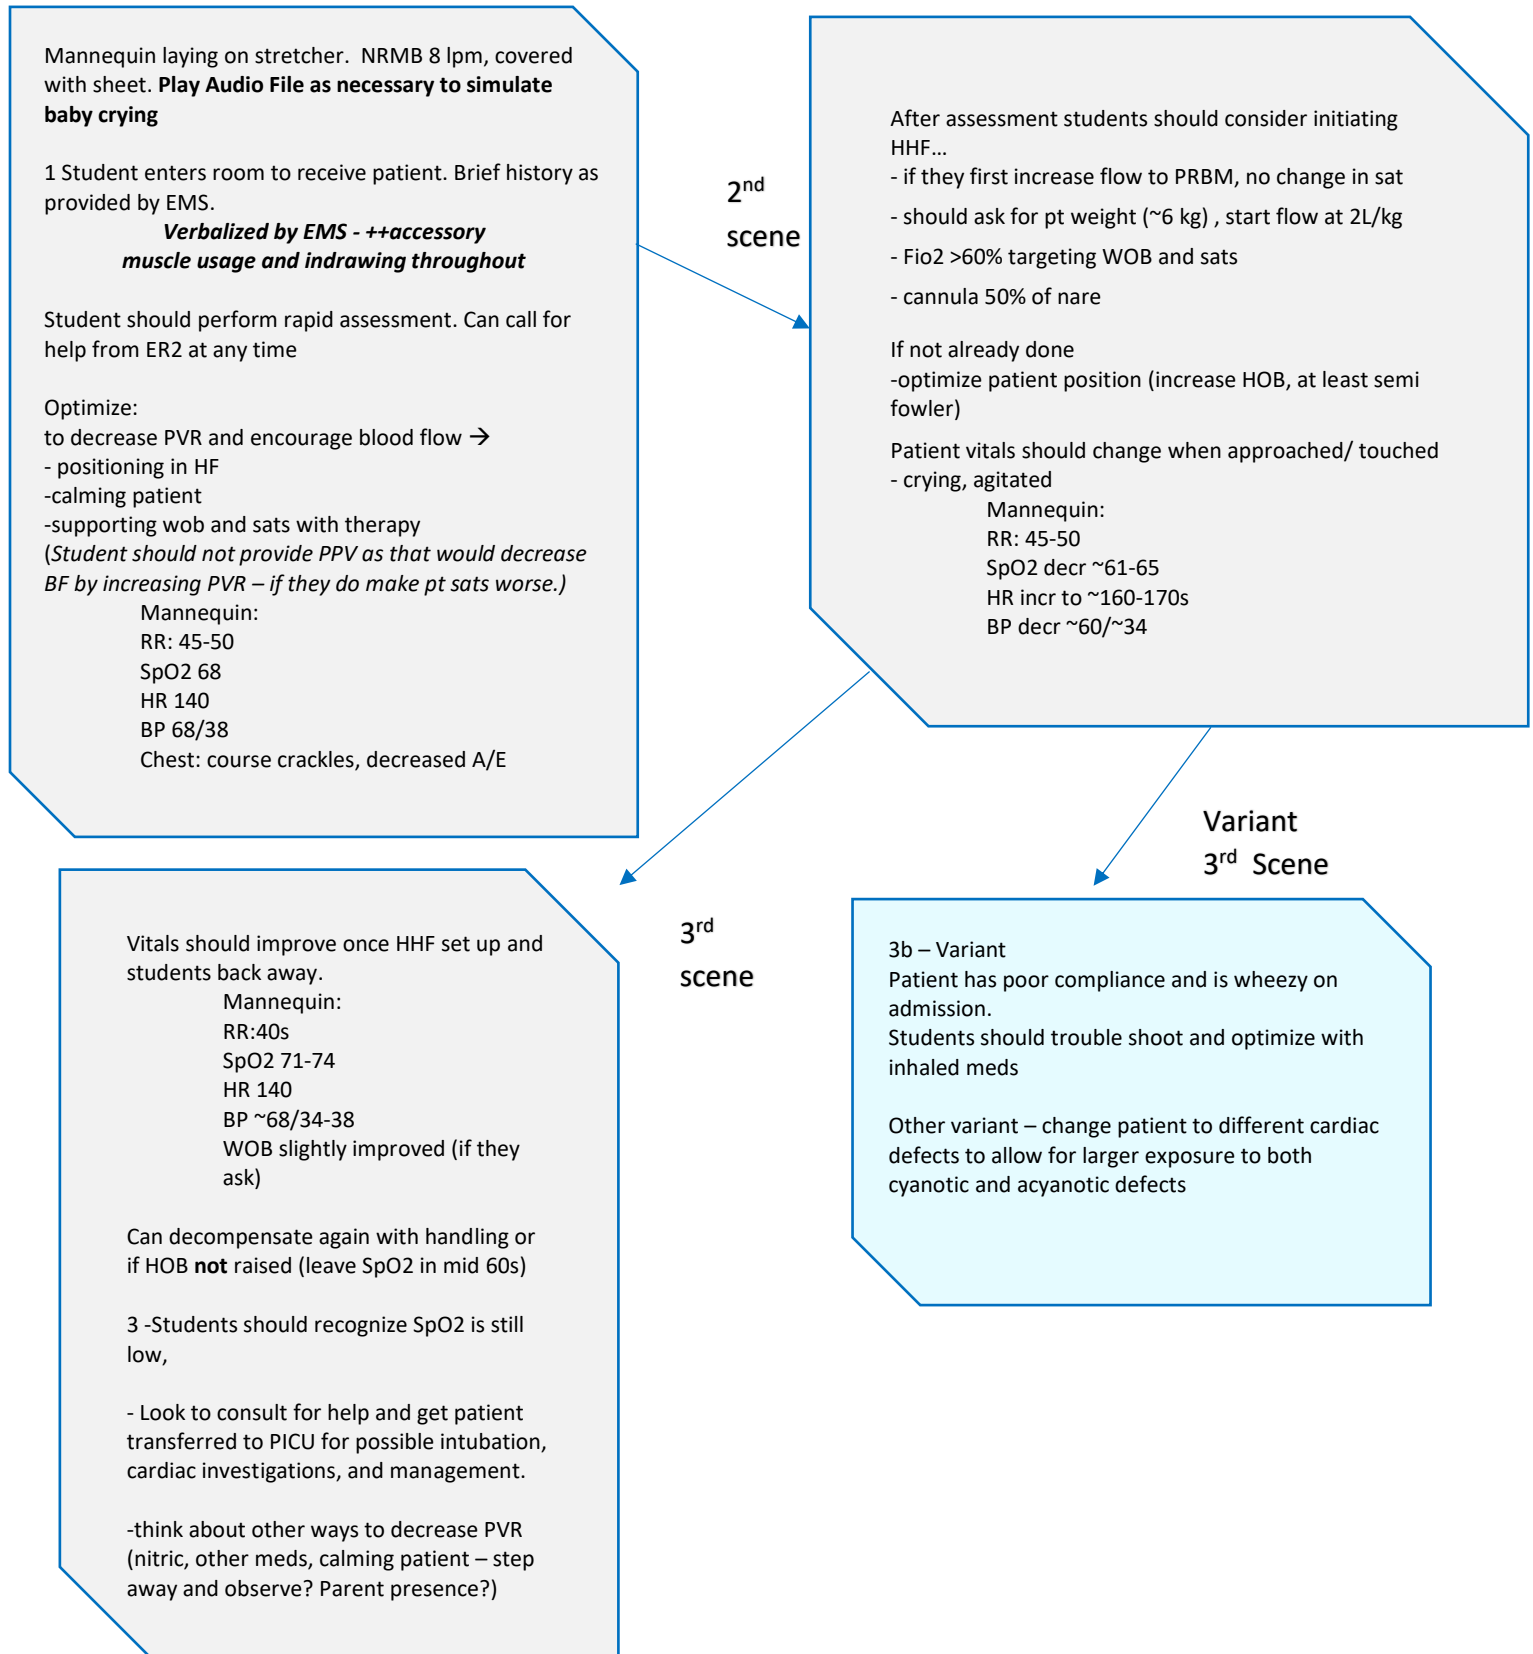 Mannequin laying on stretcher.  NRMB 8 lpm, covered
with sheet. Play Audio File as necessary to simulate
baby crying
1 Student enters room to receive patient. Brief history as
provided by EMS.
Verbalized by EMS - ++accessory
muscle usage and indrawing throughout
Student should perform rapid assessment. Can call for
help from ER2 at any time
Optimize:
to decrease PVR and encourage blood flow →
- positioning in HF
-calming patient
-supporting wob and sats with therapy
(Student should not provide PPV as that would decrease
BF by increasing PVR – if they do make pt sats worse.)
Mannequin:
RR: 45-50
SpO2 68
HR 140
BP 68/38
Chest: course crackles, decreased A/E
2nd
scene
After assessment students should consider initiating
HHF…
- if they first increase flow to PRBM, no change in sat
- should ask for pt weight (~6 kg) , start flow at 2L/kg
- Fio2 >60% targeting WOB and sats
- cannula 50% of nare
If not already done
-optimize patient position (increase HOB, at least semi
fowler)
Patient vitals should change when approached/ touched
- crying, agitated
Mannequin:
RR: 45-50
SpO2 decr ~61-65
HR incr to ~160-170s
BP decr ~60/~34
3rd
scene
Vitals should improve once HHF set up and
students back away.
Mannequin:
RR:40s
SpO2 71-74
HR 140
BP ~68/34-38
WOB slightly improved (if they
ask)
Can decompensate again with handling or
if HOB not raised (leave SpO2 in mid 60s)
3 -Students should recognize SpO2 is still
low,
- Look to consult for help and get patient
transferred to PICU for possible intubation,
cardiac investigations, and management.
-think about other ways to decrease PVR
(nitric, other meds, calming patient – step
away and observe? Parent presence?)
Variant
3rd  Scene
3b – Variant
Patient has poor compliance and is wheezy on
admission.
Students should trouble shoot and optimize with
inhaled meds
Other variant – change patient to different cardiac
defects to allow for larger exposure to both
cyanotic and acyanotic defects